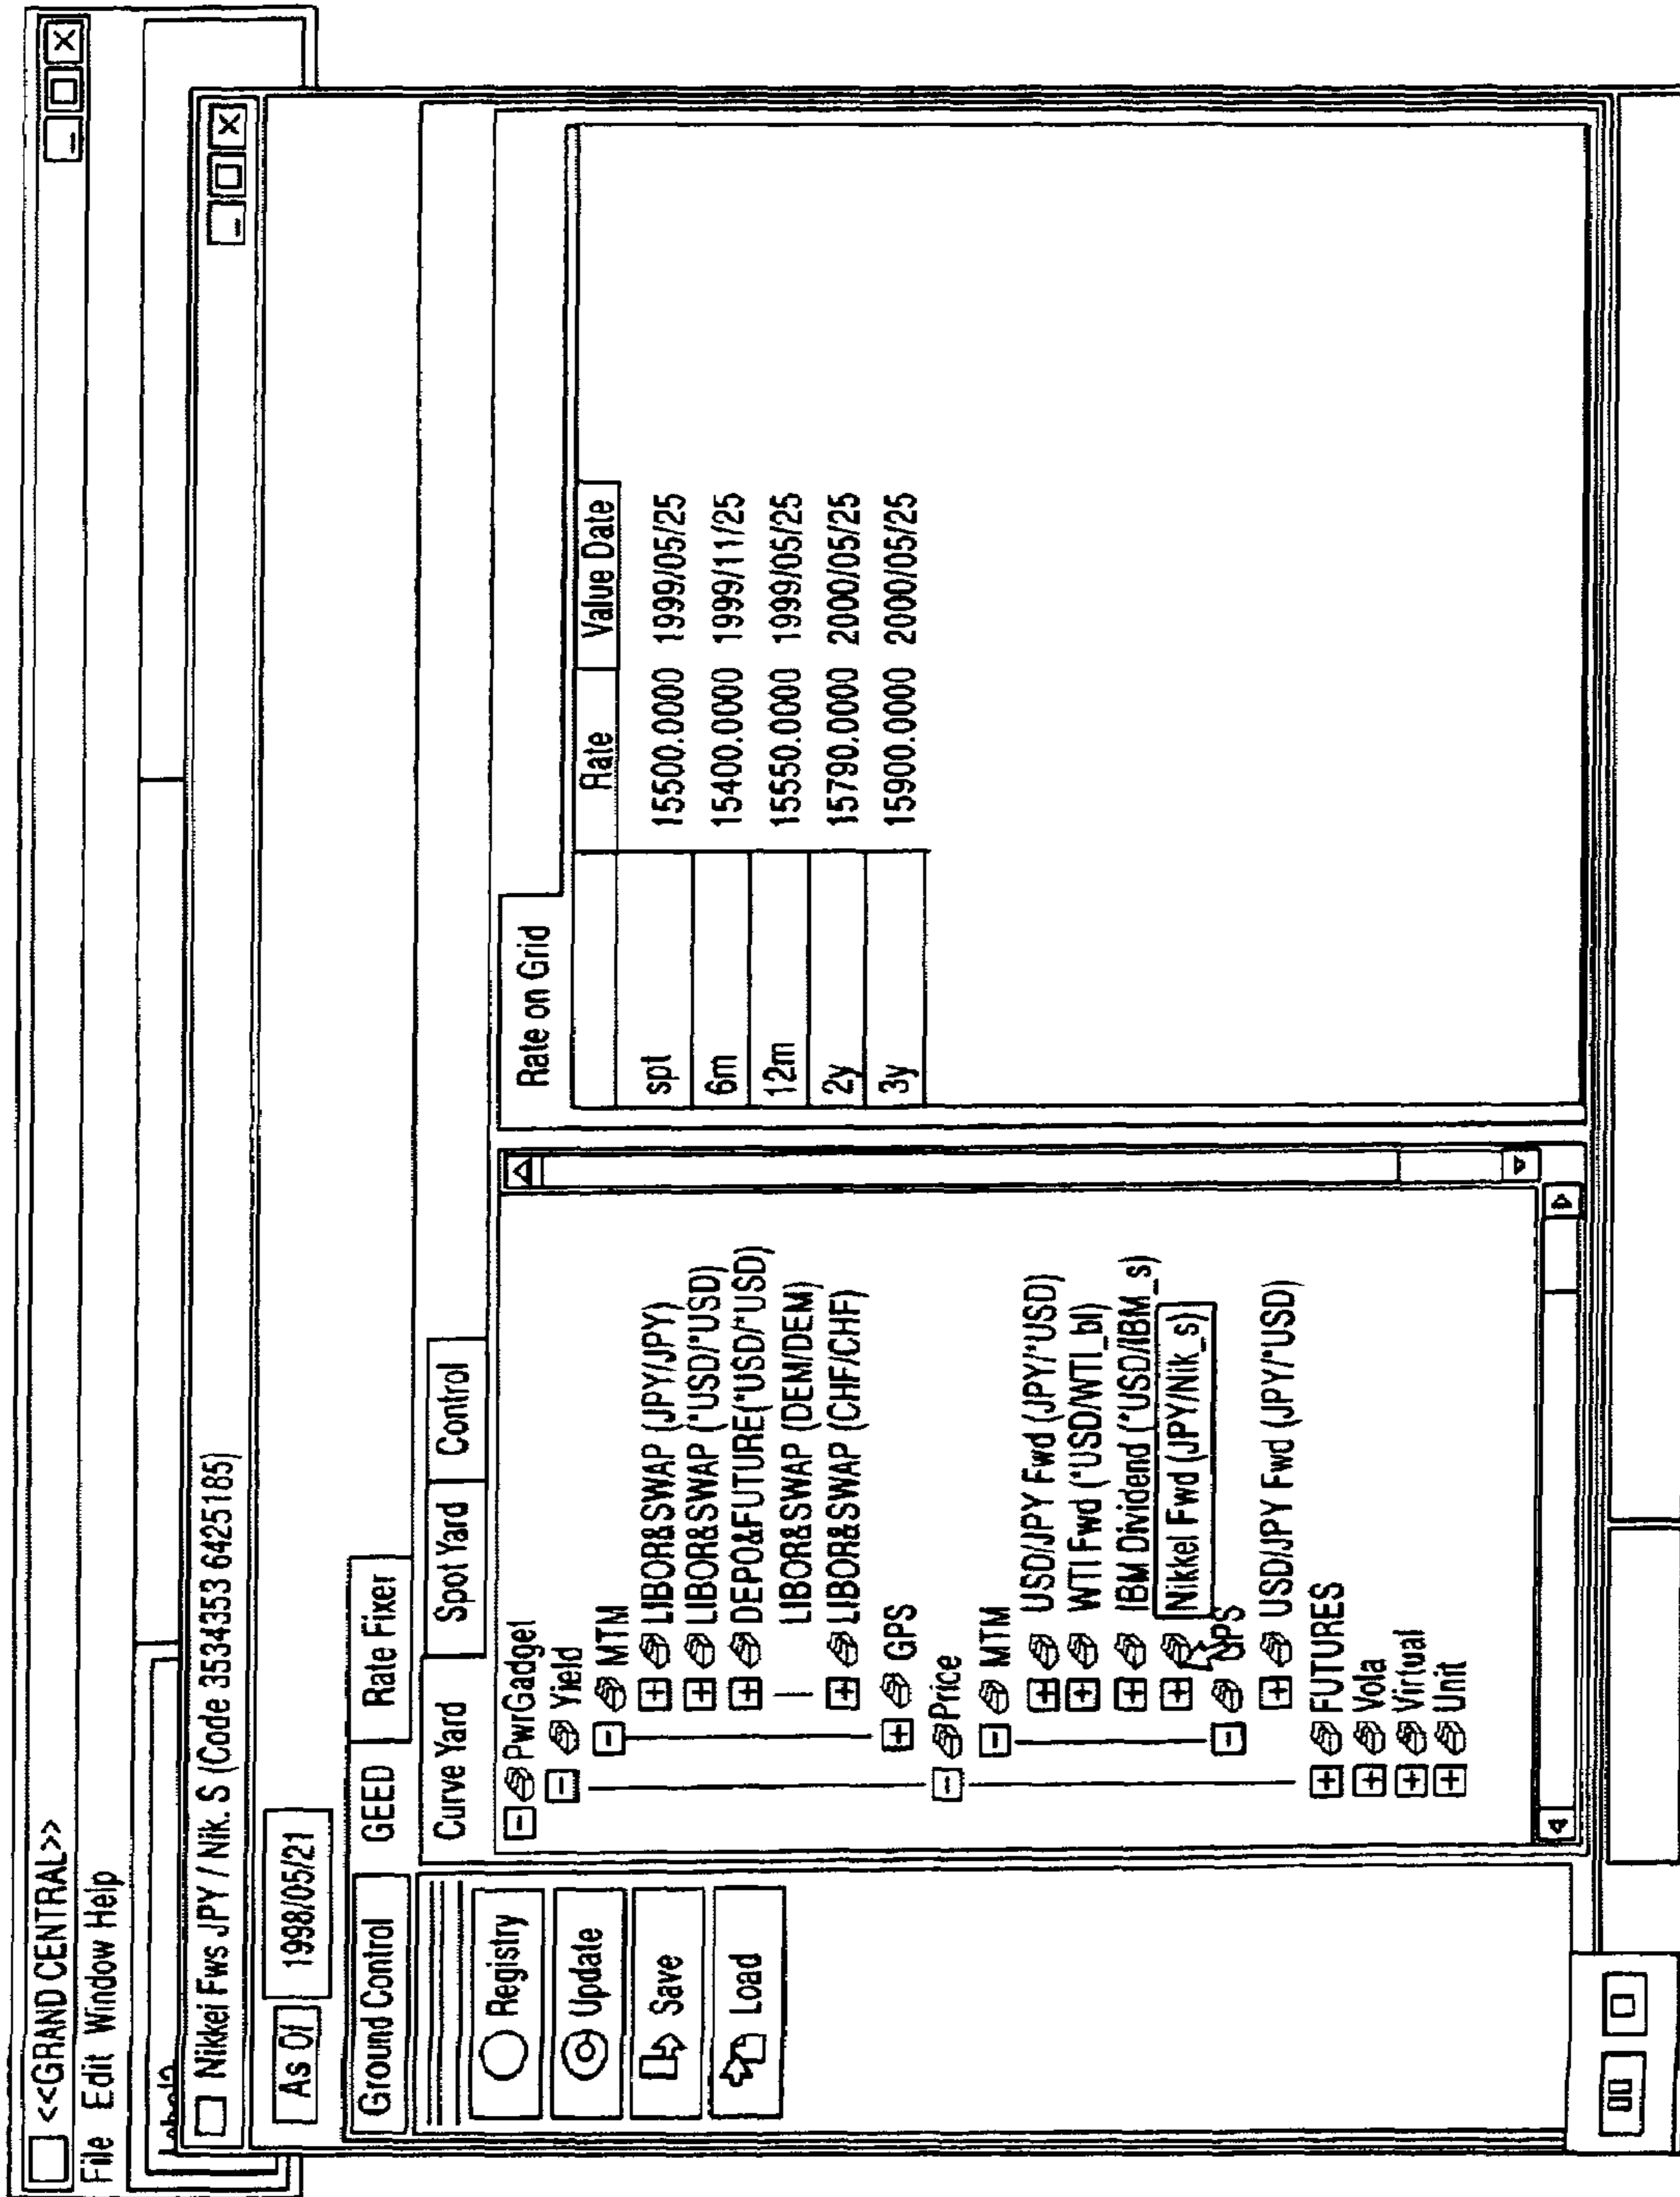 <<GRAND CENTRAL>>
File Edit Window Help
Nikkei Fws JPY / Nik. S (Code 3534353 6425185)
As Of 1998/05/21
Ground Control
GEED Rate Fixer
Curve Yard Spot Yard Control
Registry
Update
Save
Load
PwrGadget
Yield
MTM
LIBOR&SWAP (JPY/JPY)
LIBOR&SWAP (*USD/*USD)
DEPO&FUTURE(*USD/*USD)
LIBOR&SWAP (DEM/DEM)
LIBOR&SWAP (CHF/CHF)
GPS
Price
MTM
USD/JPY Fwd (JPY/*USD)
WTI Fwd (*USD/WTI_bl)
IBM Dividend (*USD/IBM_s)
Nikkei Fwd (JPY/Nik_s)
GPS
USD/JPY Fwd (JPY/*USD)
FUTURES
Vola
Virtual
Unit
Rate on Grid
Rate Value Date
spt 15500.0000 1999/05/25
6m 15400.0000 1999/11/25
12m 15550.0000 1999/05/25
2y 15790.0000 2000/05/25
3y 15900.0000 2000/05/25